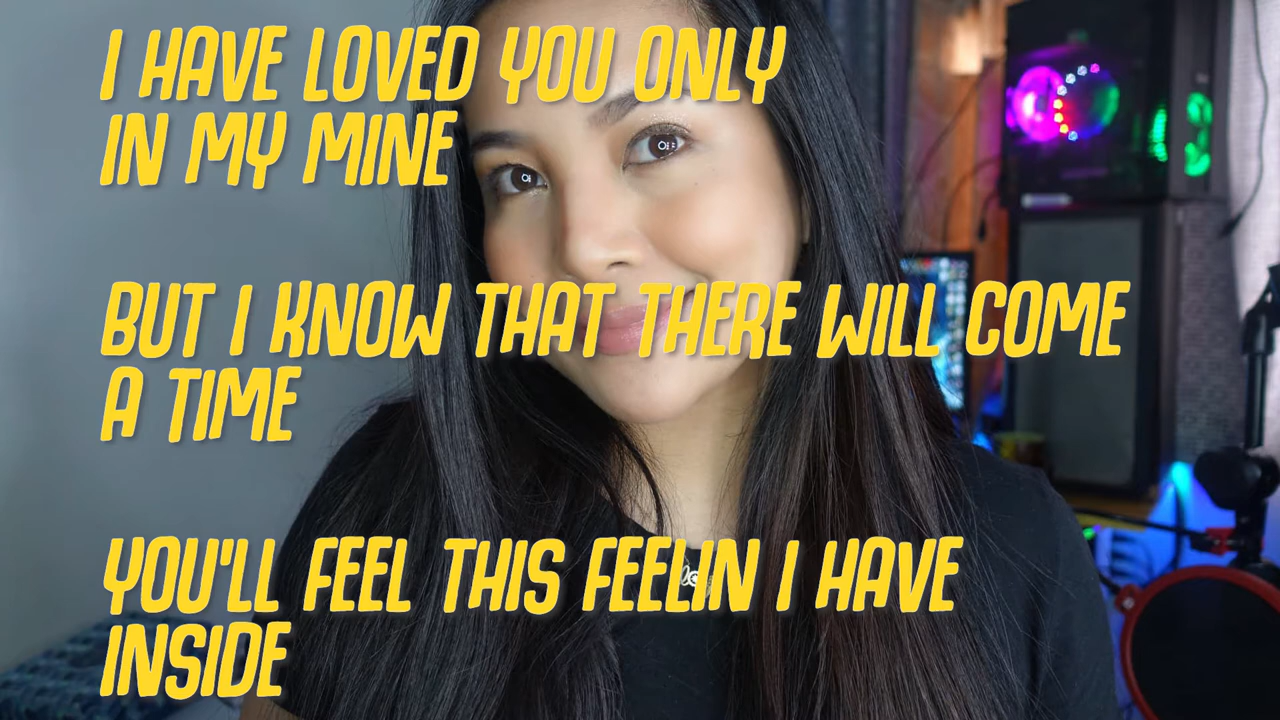 I HAVE LOVED YOU ONLY
IN MY MINE
BUT I KNOW THAT THERE WILL COME
A TIME
YOU'LL FEEL THIS FEELIN I HAVE
INSIDE